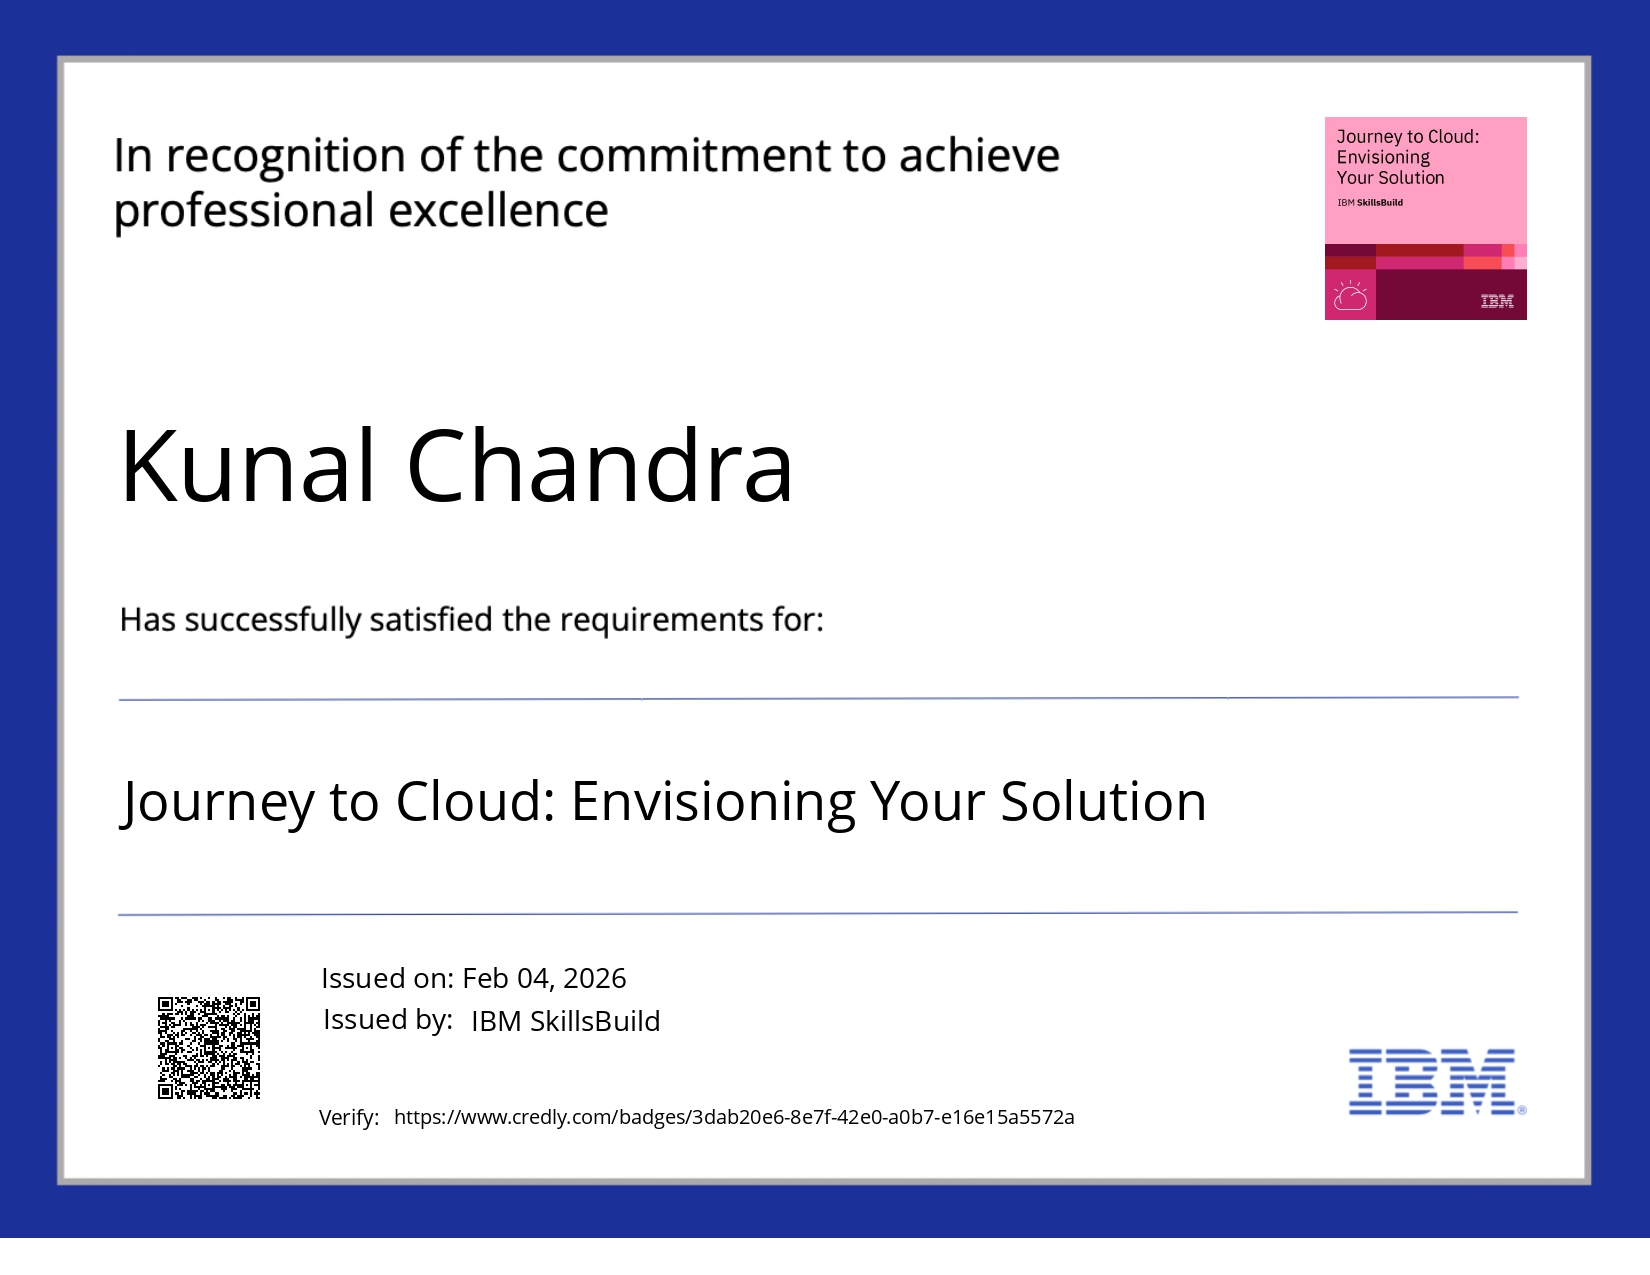 In recognition of the commitment to achieve
professional excellence
Journey to Cloud:
Envisioning
Your Solution
IBM SkillsBuild
IBM
Kunal Chandra
Has successfully satisfied the requirements for:
Journey to Cloud: Envisioning Your Solution
Issued on: Feb 04, 2026
Issued by: IBM SkillsBuild
Verify: https://www.credly.com/badges/3dab20e6-8e7f-42e0-a0b7-e16e15a5572a
IBM®